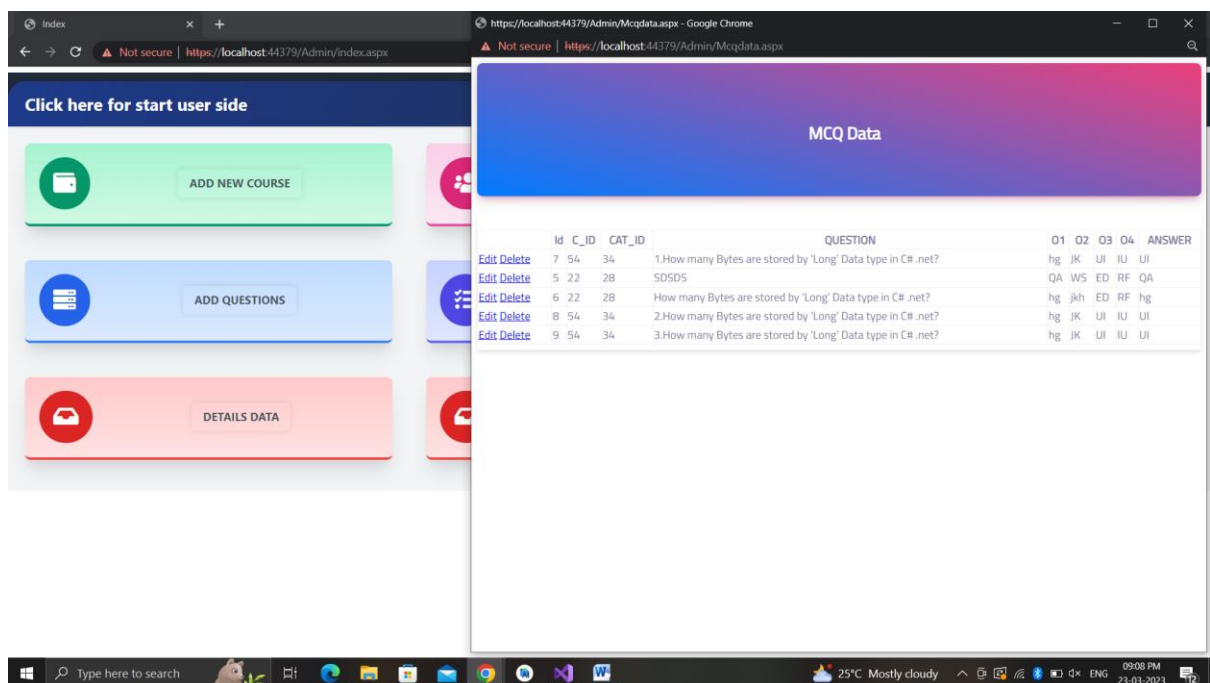 Index
Not secure | https://localhost:44379/Admin/index.aspx
Click here for start user side
ADD NEW COURSE
ADD QUESTIONS
DETAILS DATA
https://localhost:44379/Admin/Mcqdata.aspx - Google Chrome
Not secure | https://localhost:44379/Admin/Mcqdata.aspx
MCQ Data
Id C_ID CAT_ID QUESTION O1 O2 O3 O4 ANSWER
Edit Delete 7 54 34 1.How many Bytes are stored by 'Long' Data type in C# .net? hg JK UI IU UI
Edit Delete 5 22 28 SDSDS QA WS ED RF QA
Edit Delete 6 22 28 How many Bytes are stored by 'Long' Data type in C# .net? hg jkh ED RF hg
Edit Delete 8 54 34 2.How many Bytes are stored by 'Long' Data type in C# .net? hg JK UI IU UI
Edit Delete 9 54 34 3.How many Bytes are stored by 'Long' Data type in C# .net? hg JK UI IU UI
Type here to search
25°C Mostly cloudy
ENG
09:08 PM
23-03-2023
12